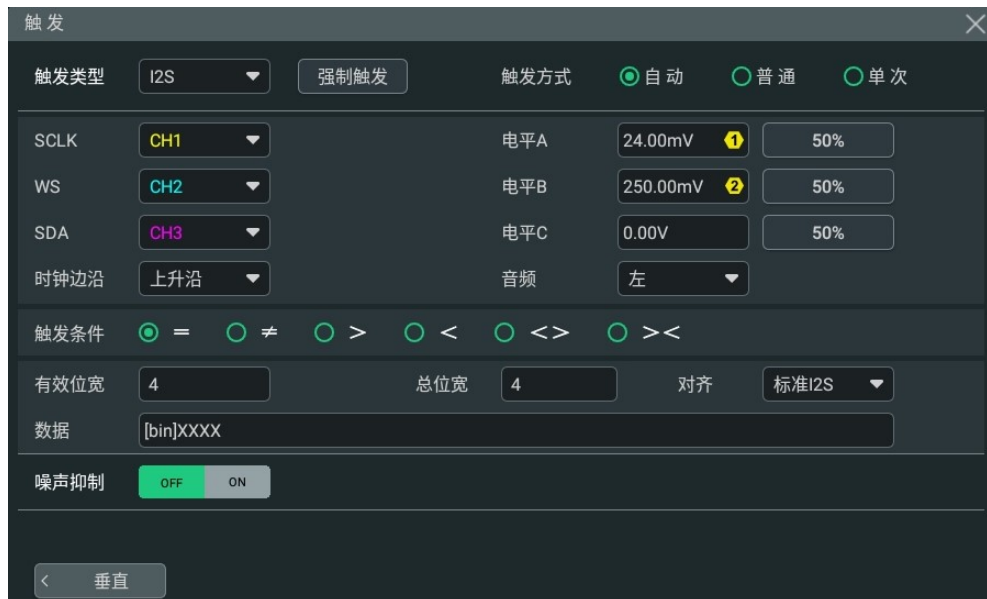 触发
触发类型 I2S 强制触发 触发方式 自动 普通 单次
SCLK CH1 电平A 24.00mV 1 50%
WS CH2 电平B 250.00mV 2 50%
SDA CH3 电平C 0.00V 50%
时钟边沿 上升沿 音频 左
触发条件 = ≠ > < <> ><
有效位宽 4 总位宽 4 对齐 标准I2S
数据 [bin]XXXX
噪声抑制 OFF ON
< 垂直